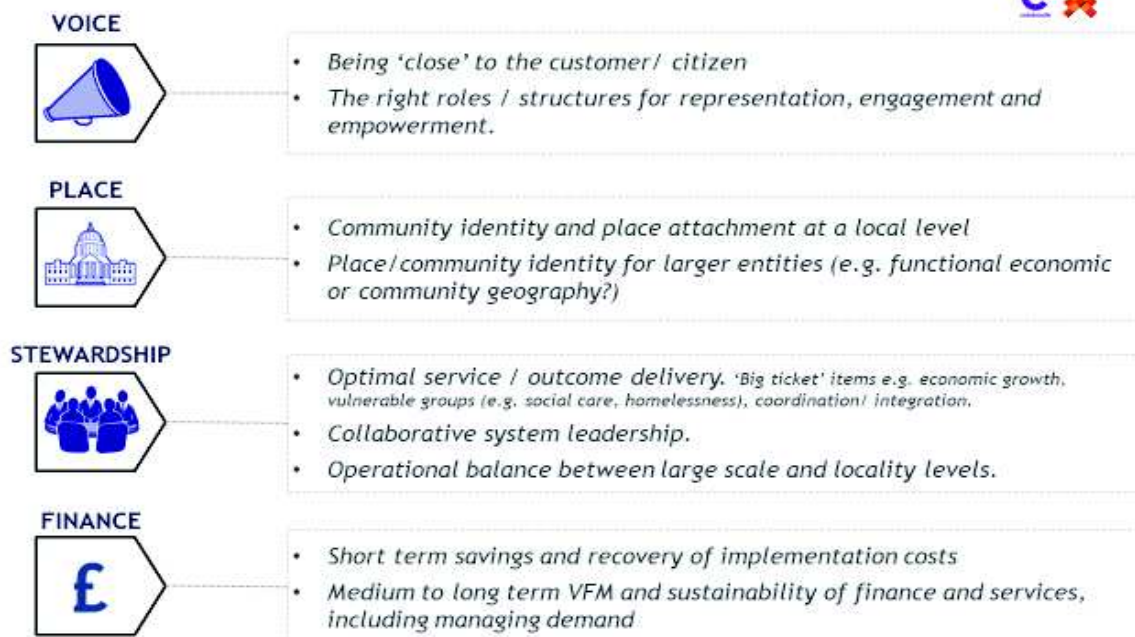 VOICE
• Being ‘close’ to the customer/ citizen
• The right roles / structures for representation, engagement and
empowerment.
PLACE
• Community identity and place attachment at a local level
• Place/community identity for larger entities (e.g. functional economic
or community geography?)
STEWARDSHIP
• Optimal service / outcome delivery. ‘Big ticket’ items e.g. economic growth,
vulnerable groups (e.g. social care, homelessness), coordination/ integration.
• Collaborative system leadership.
• Operational balance between large scale and locality levels.
FINANCE
£
• Short term savings and recovery of implementation costs
• Medium to long term VFM and sustainability of finance and services,
including managing demand